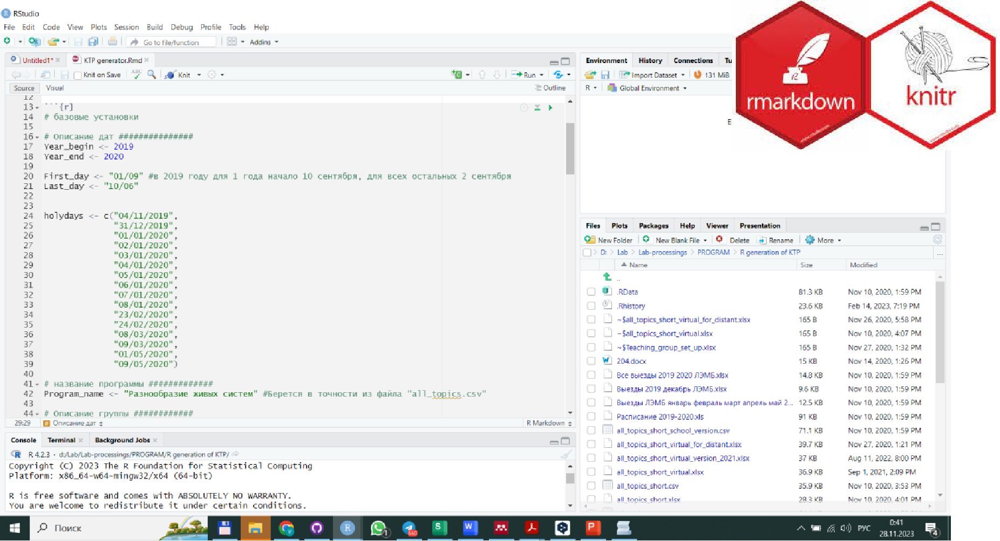 RStudio
File Edit Code View Plots Session Build Debug Profile Tools Help
Go to file/function Addins
Untitled1* KTP generator.Rmd
Knit on Save ABC Knit Run
Source Visual Outline
12
13 ```{r}
14 # базовые установки
15
16 # Описание дат ###############
17 Year_begin <- 2019
18 Year_end <- 2020
19
20 First_day <- "01/09" #в 2019 году для 1 года начало 10 сентября, для всех остальных 2 сентября
21 Last_day <- "10/06"
22
23
24 holydays <- c("04/11/2019",
25 "31/12/2019",
26 "01/01/2020",
27 "02/01/2020",
28 "03/01/2020",
29 "04/01/2020",
30 "05/01/2020",
31 "06/01/2020",
32 "07/01/2020",
33 "08/01/2020",
34 "23/02/2020",
35 "24/02/2020",
36 "08/03/2020",
37 "09/03/2020",
38 "01/05/2020",
39 "09/05/2020")
40
41 # название программы #############
42 Program_name <- "Разнообразие живых систем" #Берется в точности из файла "all_topics.csv"
43
44 # Описание группы ############
29:29 # Описание дат R Markdown
Console Terminal Background Jobs
R 4.2.3 · d:/Lab/Lab-processings/PROGRAM/R generation of KTP/
Copyright (C) 2023 The R Foundation for Statistical Computing
Platform: x86_64-w64-mingw32/x64 (64-bit)
R is free software and comes with ABSOLUTELY NO WARRANTY.
You are welcome to redistribute it under certain conditions.
Environment History Connections Tu
Import Dataset 131 MiB
R Global Environment
E
rmarkdown
knitr
Files Plots Packages Help Viewer Presentation
New Folder New Blank File Delete Rename More
D: > Lab > Lab-processings > PROGRAM > R generation of KTP ...
Name Size Modified
..
.RData 81.3 KB Nov 10, 2020, 1:59 PM
.Rhistory 23.6 KB Feb 14, 2023, 7:19 PM
~$all_topics_short_virtual_for_distant.xlsx 165 B Nov 26, 2020, 5:58 PM
~$all_topics_short_virtual.xlsx 165 B Nov 10, 2020, 4:07 PM
~$Teaching_group_set_up.xlsx 165 B Nov 27, 2020, 1:32 PM
204.docx 15 KB Nov 14, 2020, 1:26 PM
Все выезды 2019 2020 ЛЭМБ.xlsx 14.8 KB Nov 10, 2020, 1:59 PM
Выезды 2019 декабрь ЛЭМБ.xlsx 9.6 KB Nov 10, 2020, 1:59 PM
Выезды ЛЭМБ январь февраль март апрель май 2... 12.5 KB Nov 10, 2020, 1:59 PM
Расписание 2019-2020.xls 91 KB Nov 10, 2020, 1:59 PM
all_topics_short_school_version.csv 71.1 KB Nov 10, 2020, 1:59 PM
all_topics_short_virtual_for_distant.xlsx 39.7 KB Nov 27, 2020, 1:21 PM
all_topics_short_virtual_version_2021.xlsx 37 KB Aug 11, 2022, 8:00 PM
all_topics_short_virtual.xlsx 36.9 KB Sep 1, 2021, 2:09 PM
all_topics_short.csv 35.9 KB Nov 10, 2020, 3:53 PM
all_topics_short.xlsx 28.3 KB Nov 10, 2020, 4:01 PM
Поиск
РУС
0:41
28.11.2023